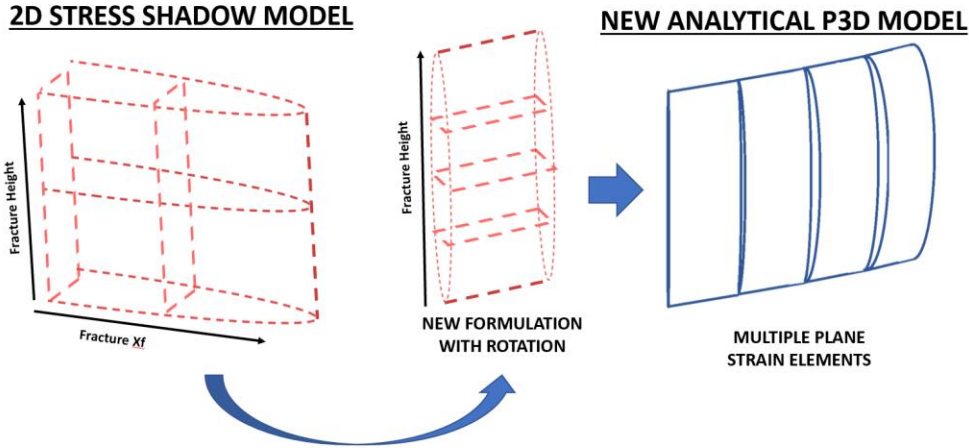 2D STRESS SHADOW MODEL
NEW ANALYTICAL P3D MODEL
Fracture Height
Fracture Xf
Fracture Height
NEW FORMULATION
WITH ROTATION
MULTIPLE PLANE
STRAIN ELEMENTS